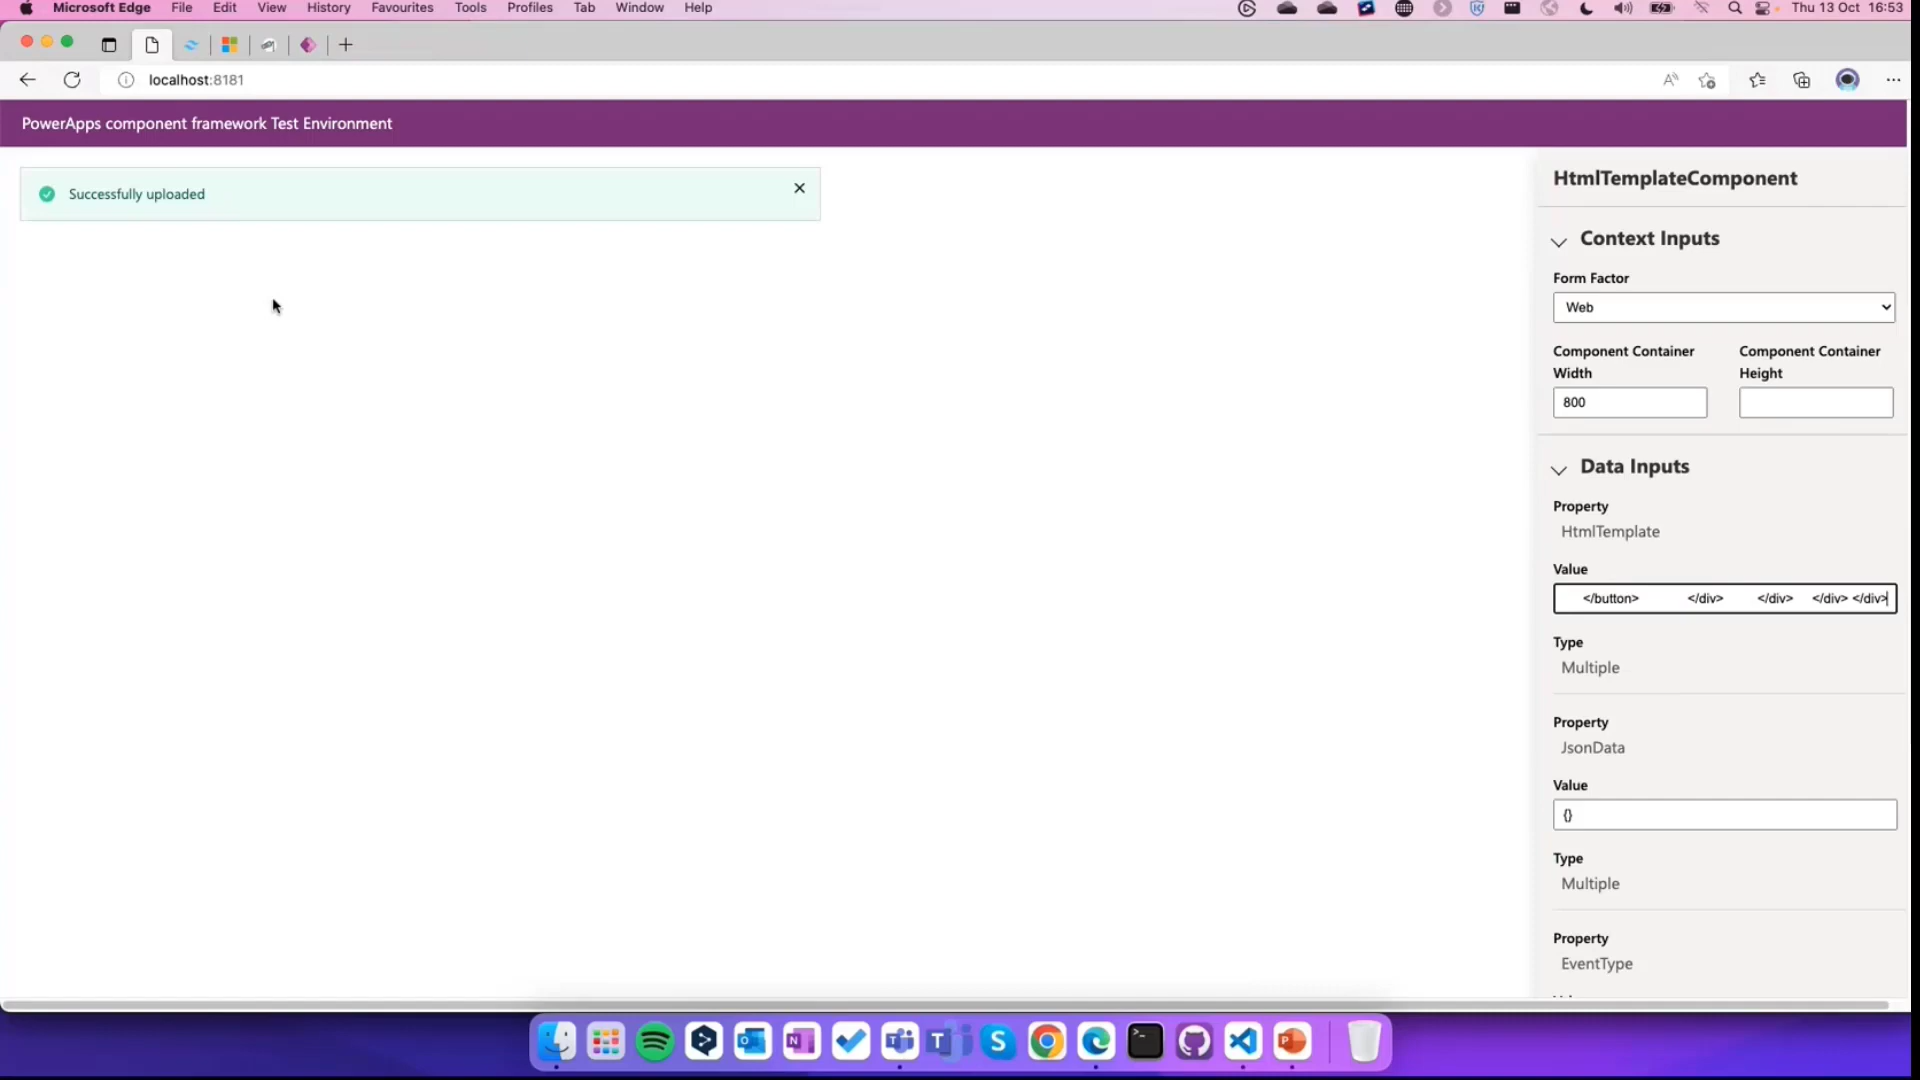 Microsoft Edge File Edit View History Favourites Tools Profiles Tab Window Help Thu 13 Oct 16:53
localhost:8181
PowerApps component framework Test Environment
Successfully uploaded
HtmlTemplateComponent
Context Inputs
Form Factor
Web
Component Container Width
Component Container Height
800
Data Inputs
Property
HtmlTemplate
Value
</button> </div> </div> </div> </div>
Type
Multiple
Property
JsonData
Value
{}
Type
Multiple
Property
EventType